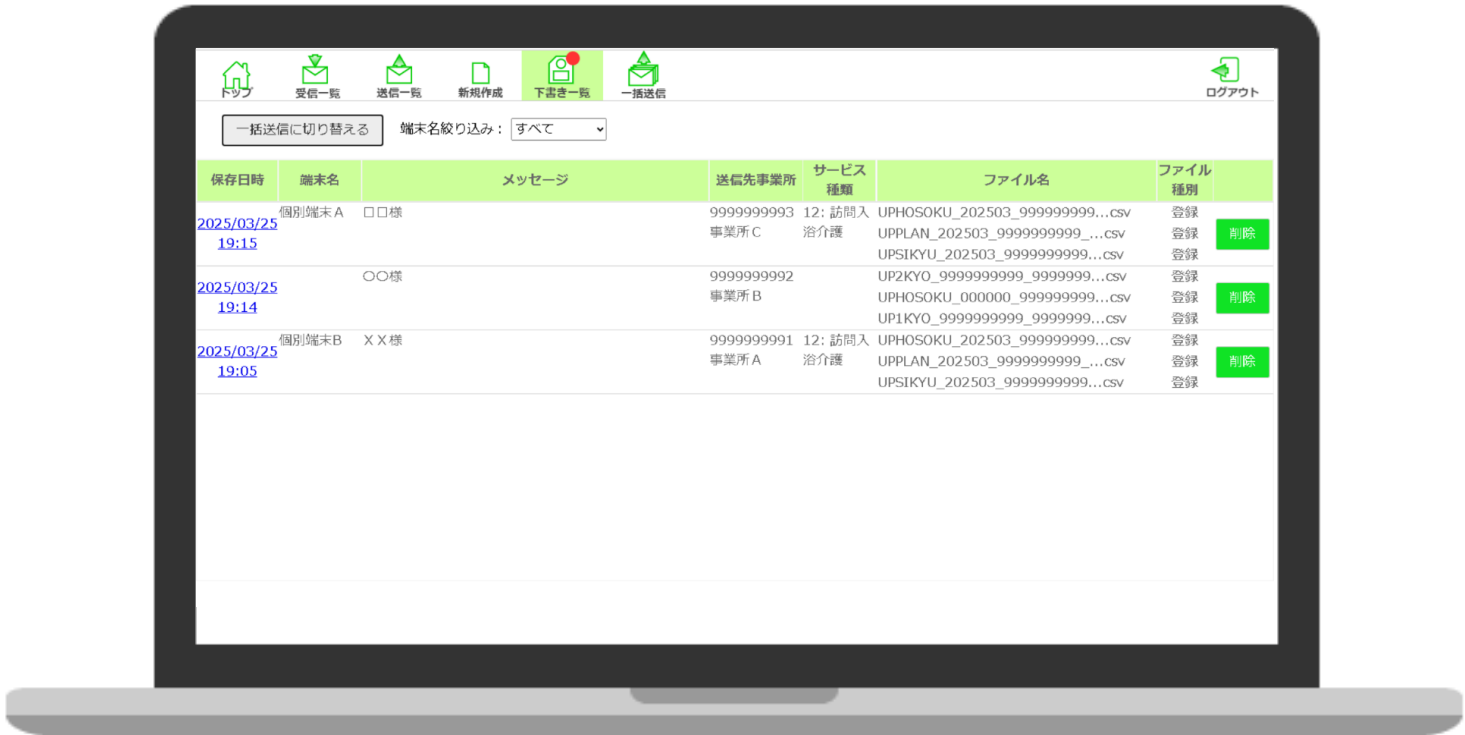 トップ
受信一覧
送信一覧
新規作成
下書き一覧
一括送信
ログアウト
一括送信に切り替える
端末名絞り込み：
すべて
保存日時
端末名
メッセージ
送信先事業所
サービス
種類
ファイル名
ファイル
種別
2025/03/25
19:15
個別端末A
□□様
9999999993
事業所C
12: 訪問入
浴介護
UPHOSOKU_202503_999999999...csv
UPPLAN_202503_9999999999_...csv
UPSIKYU_202503_9999999999...csv
登録
登録
登録
削除
2025/03/25
19:14
〇〇様
9999999992
事業所B
UP2KYO_9999999999_9999999...csv
UPHOSOKU_000000_999999999...csv
UP1KYO_9999999999_9999999...csv
登録
登録
登録
削除
2025/03/25
19:05
個別端末B
ＸＸ様
9999999991
事業所A
12: 訪問入
浴介護
UPHOSOKU_202503_999999999...csv
UPPLAN_202503_9999999999_...csv
UPSIKYU_202503_9999999999...csv
登録
登録
登録
削除